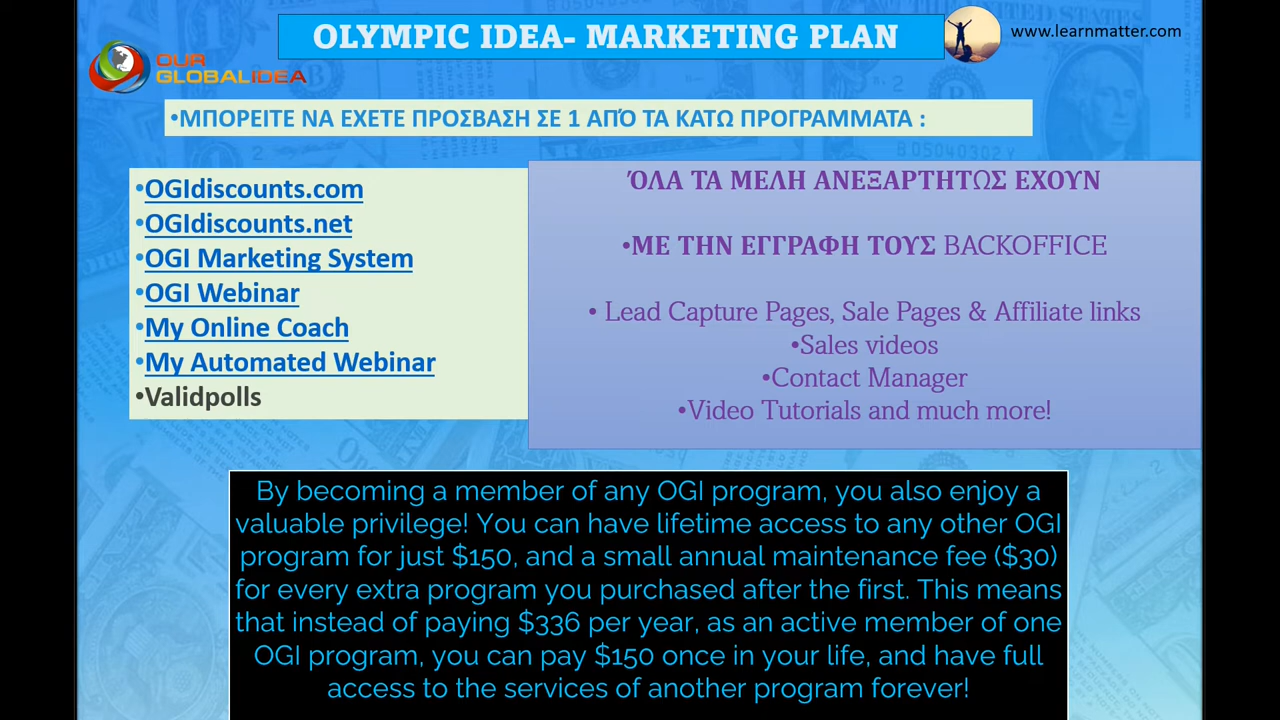 OLYMPIC IDEA- MARKETING PLAN
www.learnmatter.com
OUR
GLOBALIDEA
•ΜΠΟΡΕΙΤΕ ΝΑ ΕΧΕΤΕ ΠΡΟΣΒΑΣΗ ΣΕ 1 ΑΠΌ ΤΑ ΚΑΤΩ ΠΡΟΓΡΑΜΜΑΤΑ :
•OGIdiscounts.com
•OGIdiscounts.net
•OGI Marketing System
•OGI Webinar
•My Online Coach
•My Automated Webinar
•Validpolls
ΌΛΑ ΤΑ ΜΕΛΗ ΑΝΕΞΑΡΤΗΤΩΣ ΕΧΟΥΝ
•ΜΕ ΤΗΝ ΕΓΓΡΑΦΗ ΤΟΥΣ BACKOFFICE
• Lead Capture Pages, Sale Pages & Affiliate links
•Sales videos
•Contact Manager
•Video Tutorials and much more!
By becoming a member of any OGI program, you also enjoy a
valuable privilege! You can have lifetime access to any other OGI
program for just $150, and a small annual maintenance fee ($30)
for every extra program you purchased after the first. This means
that instead of paying $336 per year, as an active member of one
OGI program, you can pay $150 once in your life, and have full
access to the services of another program forever!